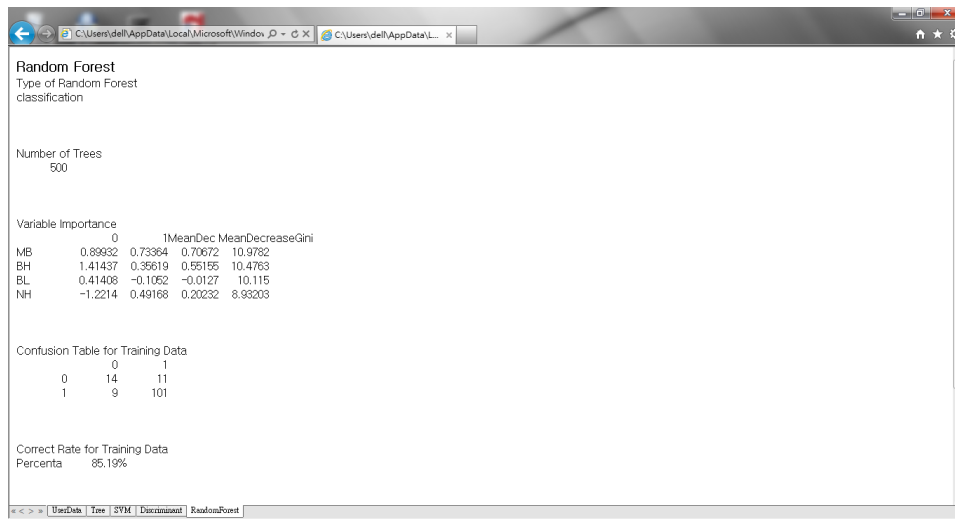 C:\Users\dell\AppData\Local\Microsoft\Window
C:\Users\dell\AppData\L...
Random Forest
Type of Random Forest
classification
Number of Trees
500
Variable Importance
0 1MeanDec MeanDecreaseGini
MB 0.89932 0.73364 0.70672 10.9782
BH 1.41437 0.35619 0.55155 10.4763
BL 0.41408 -0.1052 -0.0127 10.115
NH -1.2214 0.49168 0.20232 8.93203
Confusion Table for Training Data
0 1
0 14 11
1 9 101
Correct Rate for Training Data
Percenta 85.19%
« < > » UserData Tree SVM Discriminant RandomForest